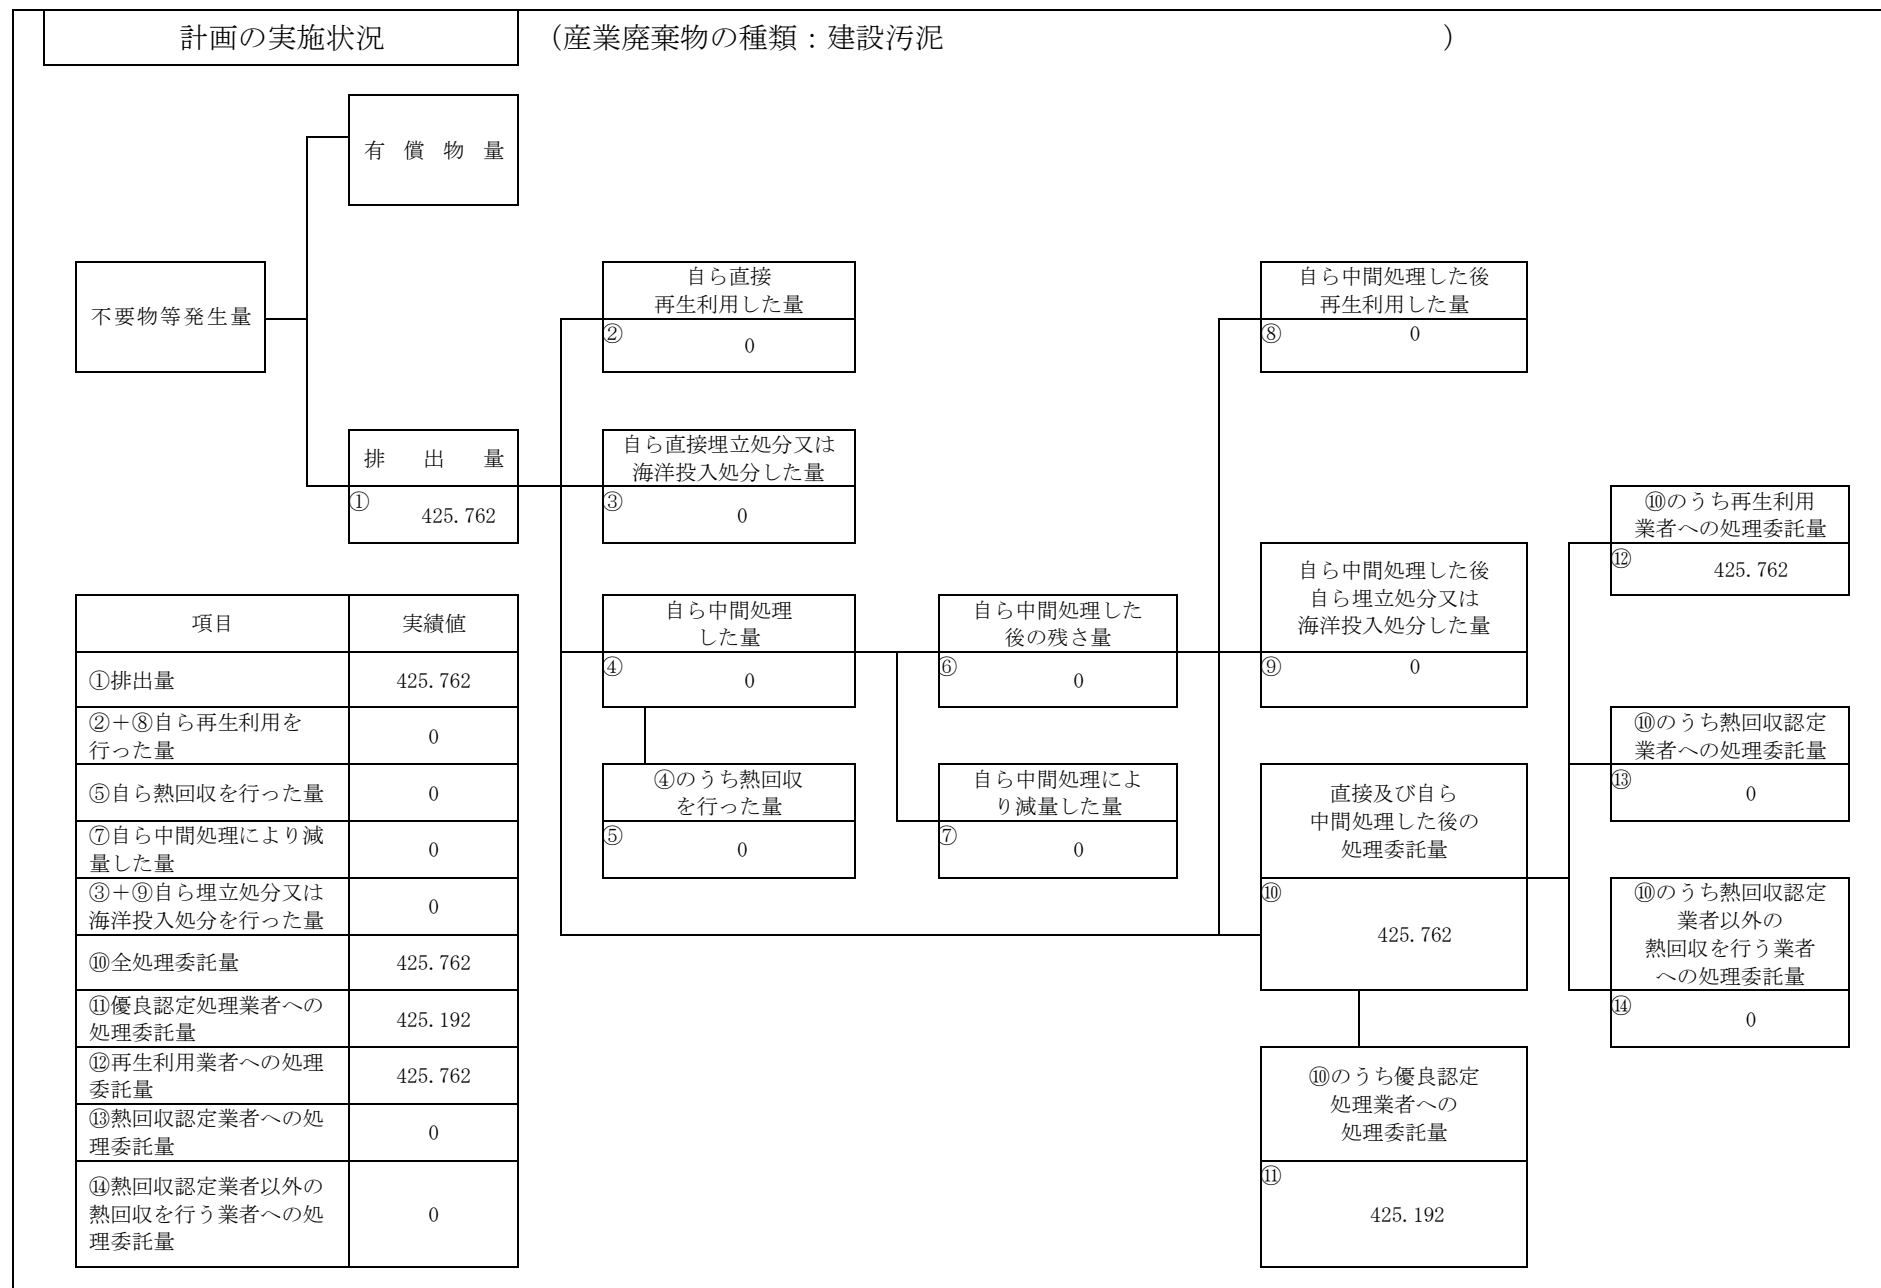 計画の実施状況　(産業廃棄物の種類：建設汚泥　)
有償物量
不要物等発生量
自ら直接
再生利用した量
② 0
自ら中間処理した後
再生利用した量
⑧ 0
排出量
① 425.762
自ら直接埋立処分又は
海洋投入処分した量
③ 0
⑩のうち再生利用
業者への処理委託量
⑫ 425.762
自ら中間処理
した量
④ 0
自ら中間処理した
後の残さ量
⑥ 0
自ら中間処理した後
自ら埋立処分又は
海洋投入処分した量
⑨ 0
⑩のうち熱回収認定
業者への処理委託量
⑬ 0
④のうち熱回収
を行った量
⑤ 0
自ら中間処理によ
り減量した量
⑦ 0
直接及び自ら
中間処理した後の
処理委託量
⑩ 425.762
⑩のうち熱回収認定
業者以外の
熱回収を行う業者
への処理委託量
⑭ 0
⑩のうち優良認定
処理業者への
処理委託量
⑪ 425.192
項目 実績値
①排出量 425.762
②＋⑧自ら再生利用を
行った量 0
⑤自ら熱回収を行った量 0
⑦自ら中間処理により減
量した量 0
③＋⑨自ら埋立処分又は
海洋投入処分を行った量 0
⑩全処理委託量 425.762
⑪優良認定処理業者への
処理委託量 425.192
⑫再生利用業者への処理
委託量 425.762
⑬熱回収認定業者への処
理委託量 0
⑭熱回収認定業者以外の
熱回収を行う業者への処
理委託量 0